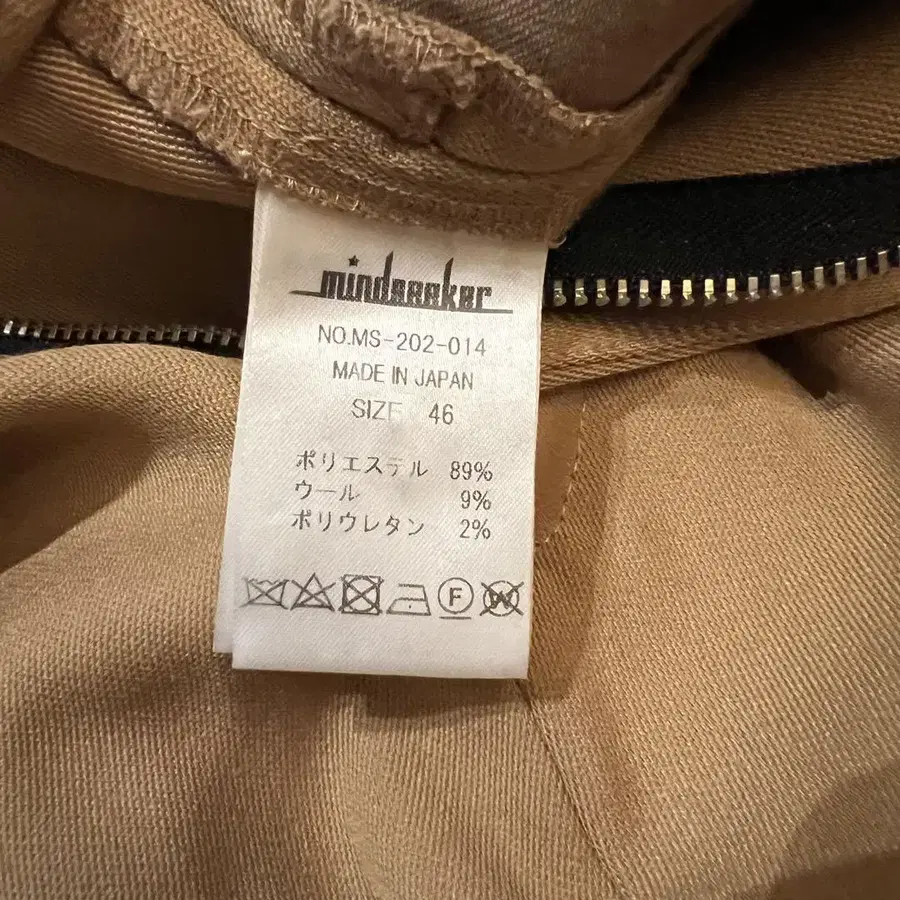 mindseeker
NO.MS-202-014
MADE IN JAPAN
SIZE 46
ポリエステル 89%
ウール 9%
ポリウレタン 2%
F W